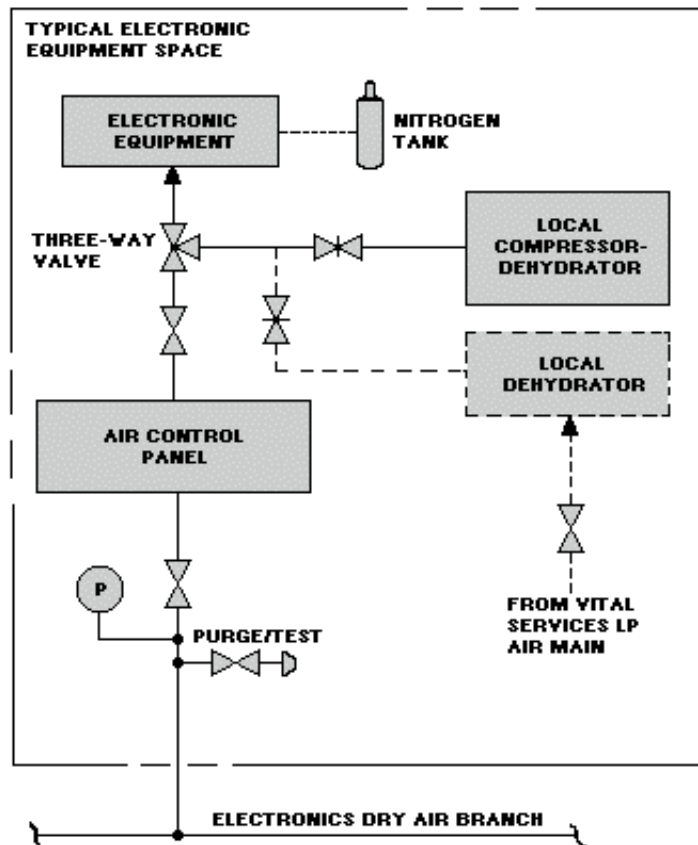 TYPICAL ELECTRONIC
EQUIPMENT SPACE
ELECTRONIC
EQUIPMENT
NITROGEN
TANK
THREE-WAY
VALVE
LOCAL
COMPRESSOR-
DEHYDRATOR
LOCAL
DEHYDRATOR
AIR CONTROL
PANEL
P
PURGE/TEST
FROM VITAL
SERVICES LP
AIR MAIN
ELECTRONICS DRY AIR BRANCH